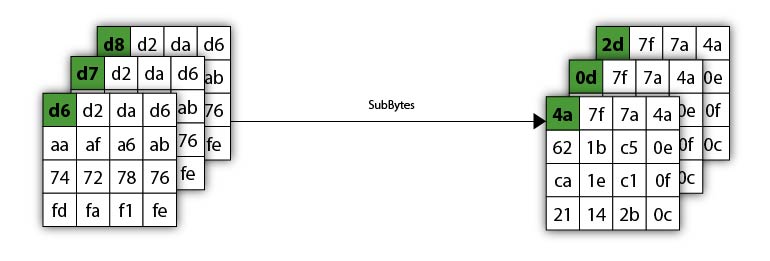 d8 d2 da d6
ab
76
fe
d7 d2 da d6
ab
76
fe
d6 d2 da d6
aa af a6 ab
74 72 78 76
fd fa f1 fe
SubBytes
2d 7f 7a 4a
0e
0f
0c
0d 7f 7a 4a
0e
0f
0c
4a 7f 7a 4a
62 1b c5 0e
ca 1e c1 0f
21 14 2b 0c